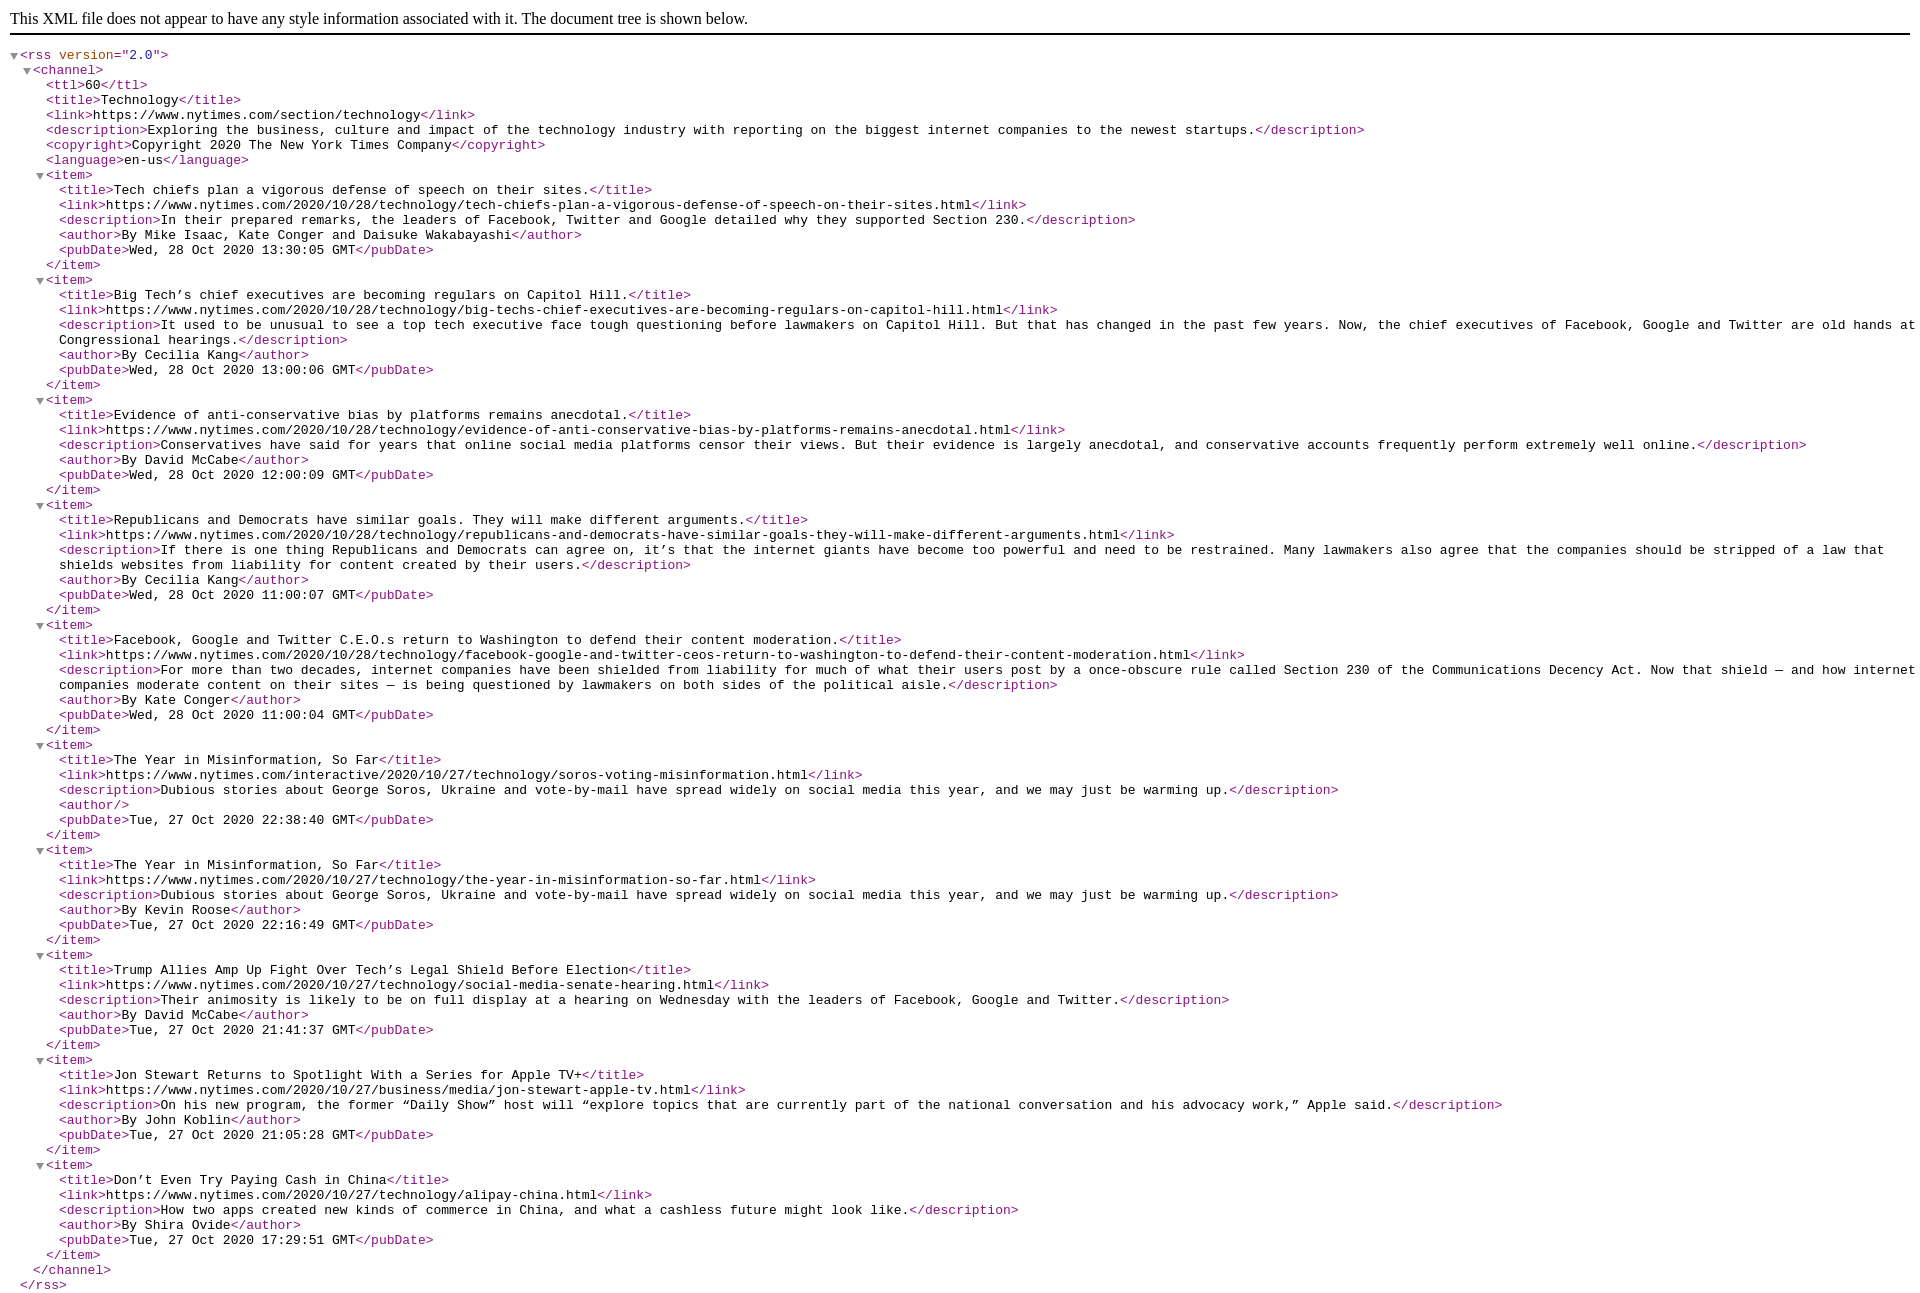 This XML file does not appear to have any style information associated with it. The document tree is shown below.
<rss version="2.0">
<channel>
<ttl>60</ttl>
<title>Technology</title>
<link>https://www.nytimes.com/section/technology</link>
<description>Exploring the business, culture and impact of the technology industry with reporting on the biggest internet companies to the newest startups.</description>
<copyright>Copyright 2020 The New York Times Company</copyright>
<language>en-us</language>
<item>
<title>Tech chiefs plan a vigorous defense of speech on their sites.</title>
<link>https://www.nytimes.com/2020/10/28/technology/tech-chiefs-plan-a-vigorous-defense-of-speech-on-their-sites.html</link>
<description>In their prepared remarks, the leaders of Facebook, Twitter and Google detailed why they supported Section 230.</description>
<author>By Mike Isaac, Kate Conger and Daisuke Wakabayashi</author>
<pubDate>Wed, 28 Oct 2020 13:30:05 GMT</pubDate>
</item>
<item>
<title>Big Tech’s chief executives are becoming regulars on Capitol Hill.</title>
<link>https://www.nytimes.com/2020/10/28/technology/big-techs-chief-executives-are-becoming-regulars-on-capitol-hill.html</link>
<description>It used to be unusual to see a top tech executive face tough questioning before lawmakers on Capitol Hill. But that has changed in the past few years. Now, the chief executives of Facebook, Google and Twitter are old hands at
Congressional hearings.</description>
<author>By Cecilia Kang</author>
<pubDate>Wed, 28 Oct 2020 13:00:06 GMT</pubDate>
</item>
<item>
<title>Evidence of anti-conservative bias by platforms remains anecdotal.</title>
<link>https://www.nytimes.com/2020/10/28/technology/evidence-of-anti-conservative-bias-by-platforms-remains-anecdotal.html</link>
<description>Conservatives have said for years that online social media platforms censor their views. But their evidence is largely anecdotal, and conservative accounts frequently perform extremely well online.</description>
<author>By David McCabe</author>
<pubDate>Wed, 28 Oct 2020 12:00:09 GMT</pubDate>
</item>
<item>
<title>Republicans and Democrats have similar goals. They will make different arguments.</title>
<link>https://www.nytimes.com/2020/10/28/technology/republicans-and-democrats-have-similar-goals-they-will-make-different-arguments.html</link>
<description>If there is one thing Republicans and Democrats can agree on, it’s that the internet giants have become too powerful and need to be restrained. Many lawmakers also agree that the companies should be stripped of a law that
shields websites from liability for content created by their users.</description>
<author>By Cecilia Kang</author>
<pubDate>Wed, 28 Oct 2020 11:00:07 GMT</pubDate>
</item>
<item>
<title>Facebook, Google and Twitter C.E.O.s return to Washington to defend their content moderation.</title>
<link>https://www.nytimes.com/2020/10/28/technology/facebook-google-and-twitter-ceos-return-to-washington-to-defend-their-content-moderation.html</link>
<description>For more than two decades, internet companies have been shielded from liability for much of what their users post by a once-obscure rule called Section 230 of the Communications Decency Act. Now that shield — and how internet
companies moderate content on their sites — is being questioned by lawmakers on both sides of the political aisle.</description>
<author>By Kate Conger</author>
<pubDate>Wed, 28 Oct 2020 11:00:04 GMT</pubDate>
</item>
<item>
<title>The Year in Misinformation, So Far</title>
<link>https://www.nytimes.com/interactive/2020/10/27/technology/soros-voting-misinformation.html</link>
<description>Dubious stories about George Soros, Ukraine and vote-by-mail have spread widely on social media this year, and we may just be warming up.</description>
<author/>
<pubDate>Tue, 27 Oct 2020 22:38:40 GMT</pubDate>
</item>
<item>
<title>The Year in Misinformation, So Far</title>
<link>https://www.nytimes.com/2020/10/27/technology/the-year-in-misinformation-so-far.html</link>
<description>Dubious stories about George Soros, Ukraine and vote-by-mail have spread widely on social media this year, and we may just be warming up.</description>
<author>By Kevin Roose</author>
<pubDate>Tue, 27 Oct 2020 22:16:49 GMT</pubDate>
</item>
<item>
<title>Trump Allies Amp Up Fight Over Tech’s Legal Shield Before Election</title>
<link>https://www.nytimes.com/2020/10/27/technology/social-media-senate-hearing.html</link>
<description>Their animosity is likely to be on full display at a hearing on Wednesday with the leaders of Facebook, Google and Twitter.</description>
<author>By David McCabe</author>
<pubDate>Tue, 27 Oct 2020 21:41:37 GMT</pubDate>
</item>
<item>
<title>Jon Stewart Returns to Spotlight With a Series for Apple TV+</title>
<link>https://www.nytimes.com/2020/10/27/business/media/jon-stewart-apple-tv.html</link>
<description>On his new program, the former “Daily Show” host will “explore topics that are currently part of the national conversation and his advocacy work,” Apple said.</description>
<author>By John Koblin</author>
<pubDate>Tue, 27 Oct 2020 21:05:28 GMT</pubDate>
</item>
<item>
<title>Don’t Even Try Paying Cash in China</title>
<link>https://www.nytimes.com/2020/10/27/technology/alipay-china.html</link>
<description>How two apps created new kinds of commerce in China, and what a cashless future might look like.</description>
<author>By Shira Ovide</author>
<pubDate>Tue, 27 Oct 2020 17:29:51 GMT</pubDate>
</item>
</channel>
</rss>